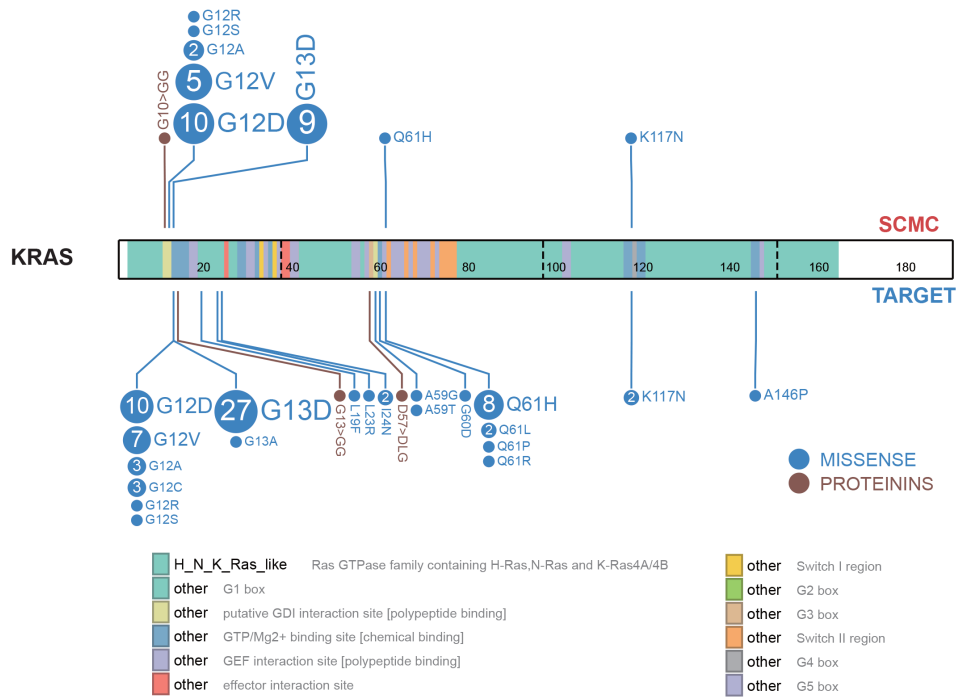 G12R
G12S
2 G12A
5 G12V
10 G12D
G10>GG
9 G13D
Q61H
K117N
SCMC
KRAS
20 40 60 80 100 120 140 160 180
TARGET
10 G12D
7 G12V
3 G12A
3 G12C
G12R
G12S
27 G13D
G13A
G13>GG
L19F
L23R
2 I24N
D57>DLG
A59G
A59T
G60D
8 Q61H
2 Q61L
Q61P
Q61R
2 K117N
A146P
MISSENSE
PROTEININS
H_N_K_Ras_like Ras GTPase family containing H-Ras,N-Ras and K-Ras4A/4B
other G1 box
other putative GDI interaction site [polypeptide binding]
other GTP/Mg2+ binding site [chemical binding]
other GEF interaction site [polypeptide binding]
other effector interaction site
other Switch I region
other G2 box
other G3 box
other Switch II region
other G4 box
other G5 box